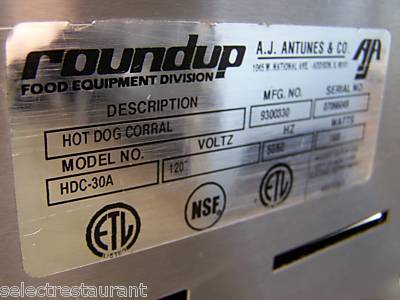 roundup
FOOD EQUIPMENT DIVISION
A.J. ANTUNES & CO.
DESCRIPTION MFG. NO. SERIAL NO.
HOT DOG CORRAL 9300330
MODEL NO. VOLTZ HZ WATTS
HDC-30A 120 50/60
ETL NSF ETL
LISTED
©selectrestaurant